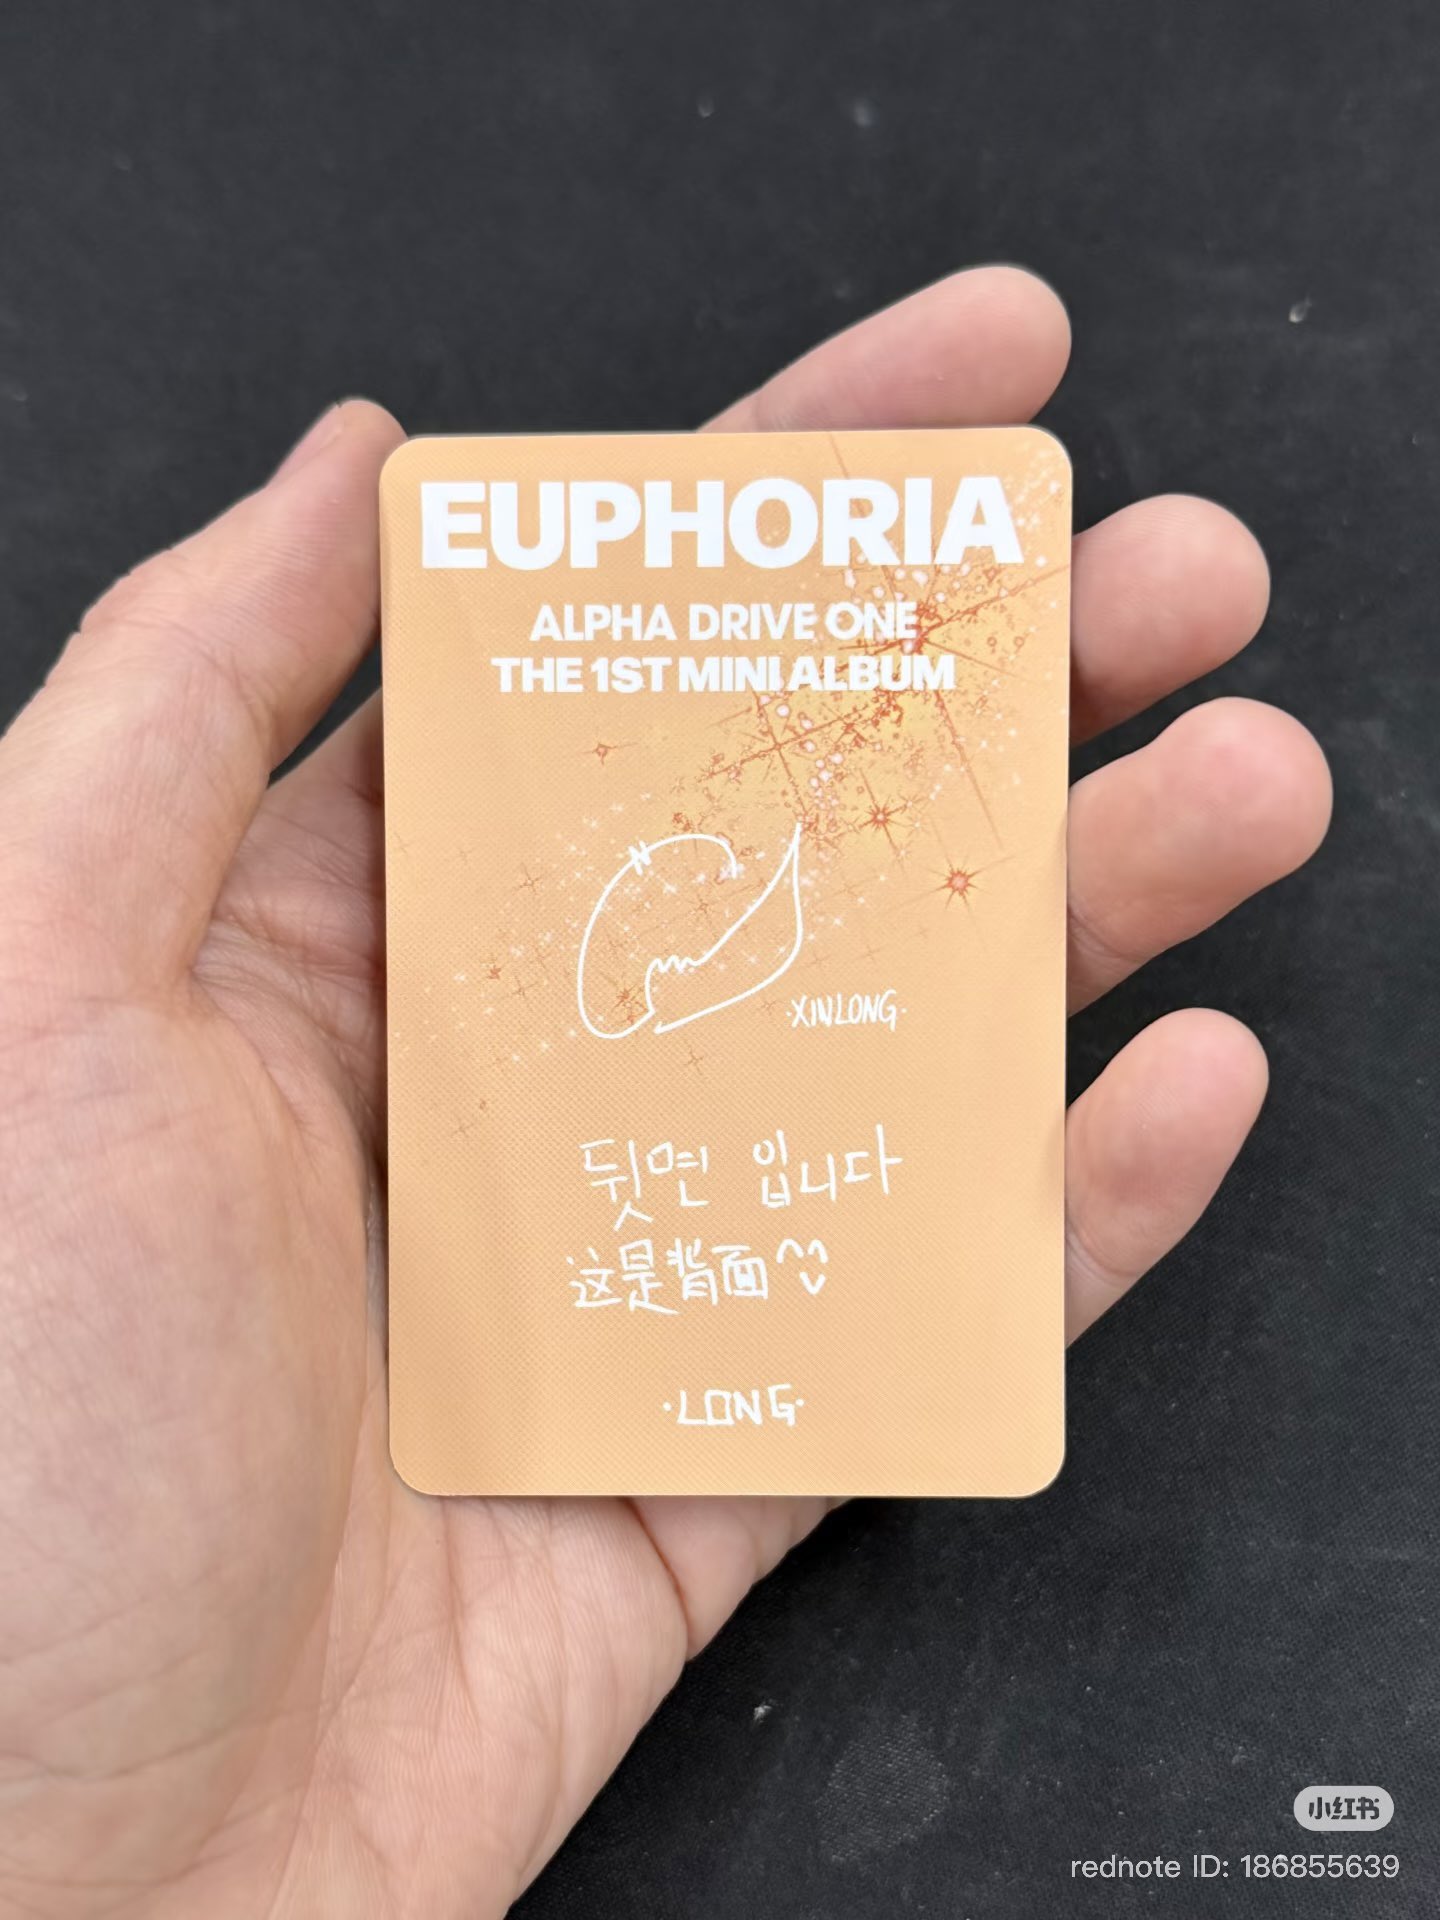 EUPHORIA
ALPHA DRIVE ONE
THE 1ST MINI ALBUM
·XINLONG·
뒷면 입니다
这是背面^^
·LONG·
小红书
rednote ID: 186855639